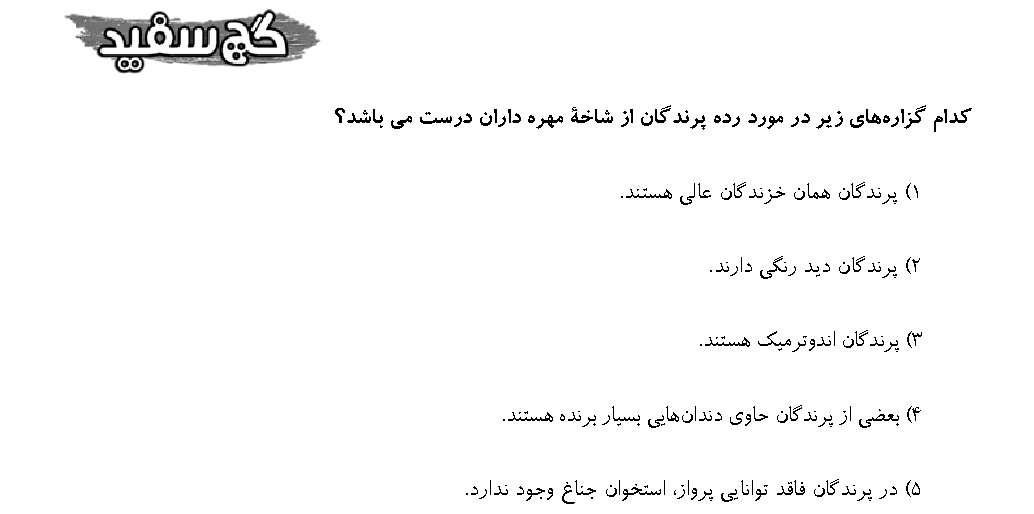 گچ سفید
کدام گزاره‌های زیر در مورد رده پرندگان از شاخهٔ مهره داران درست می باشد؟
۱) پرندگان همان خزندگان عالی هستند.
۲) پرندگان دید رنگی دارند.
۳) پرندگان اندوترمیک هستند.
۴) بعضی از پرندگان حاوی دندان‌هایی بسیار برنده هستند.
۵) در پرندگان فاقد توانایی پرواز، استخوان جناغ وجود ندارد.